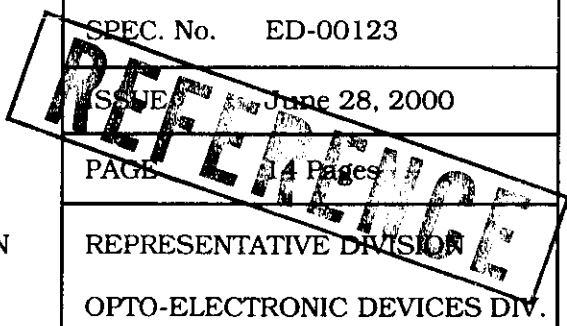 SPEC. No. ED-00123
ISSUE June 28, 2000
PAGE 14 Pages
REFERENCE
N
REPRESENTATIVE DIVISION
OPTO-ELECTRONIC DEVICES DIV.